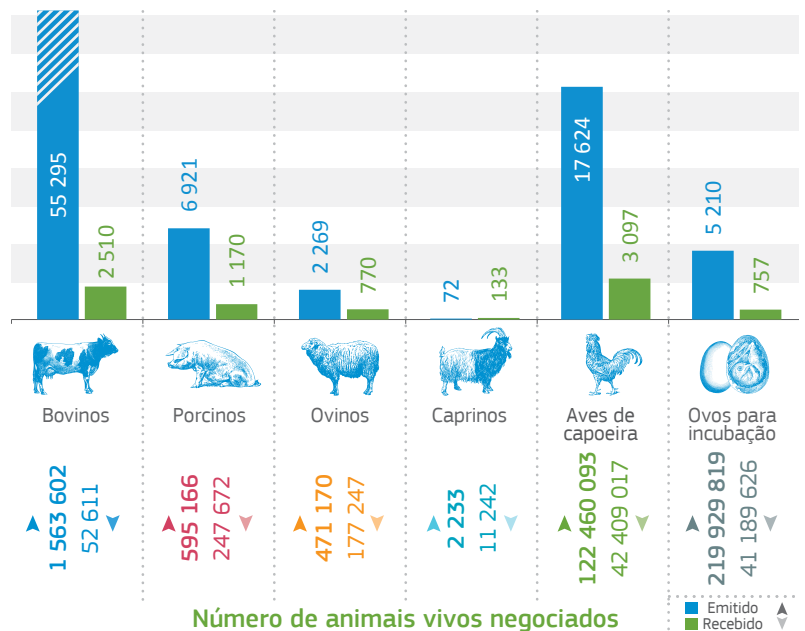 55 295
2 510
6 921
1 170
2 269
770
72
133
17 624
3 097
5 210
757
Bovinos
Porcinos
Ovinos
Caprinos
Aves de
capoeira
Ovos para
incubação
1 563 602
52 611
595 166
247 672
471 170
177 247
2 233
11 242
122 460 093
42 409 017
219 929 819
41 189 626
Número de animais vivos negociados
Emitido
Recebido